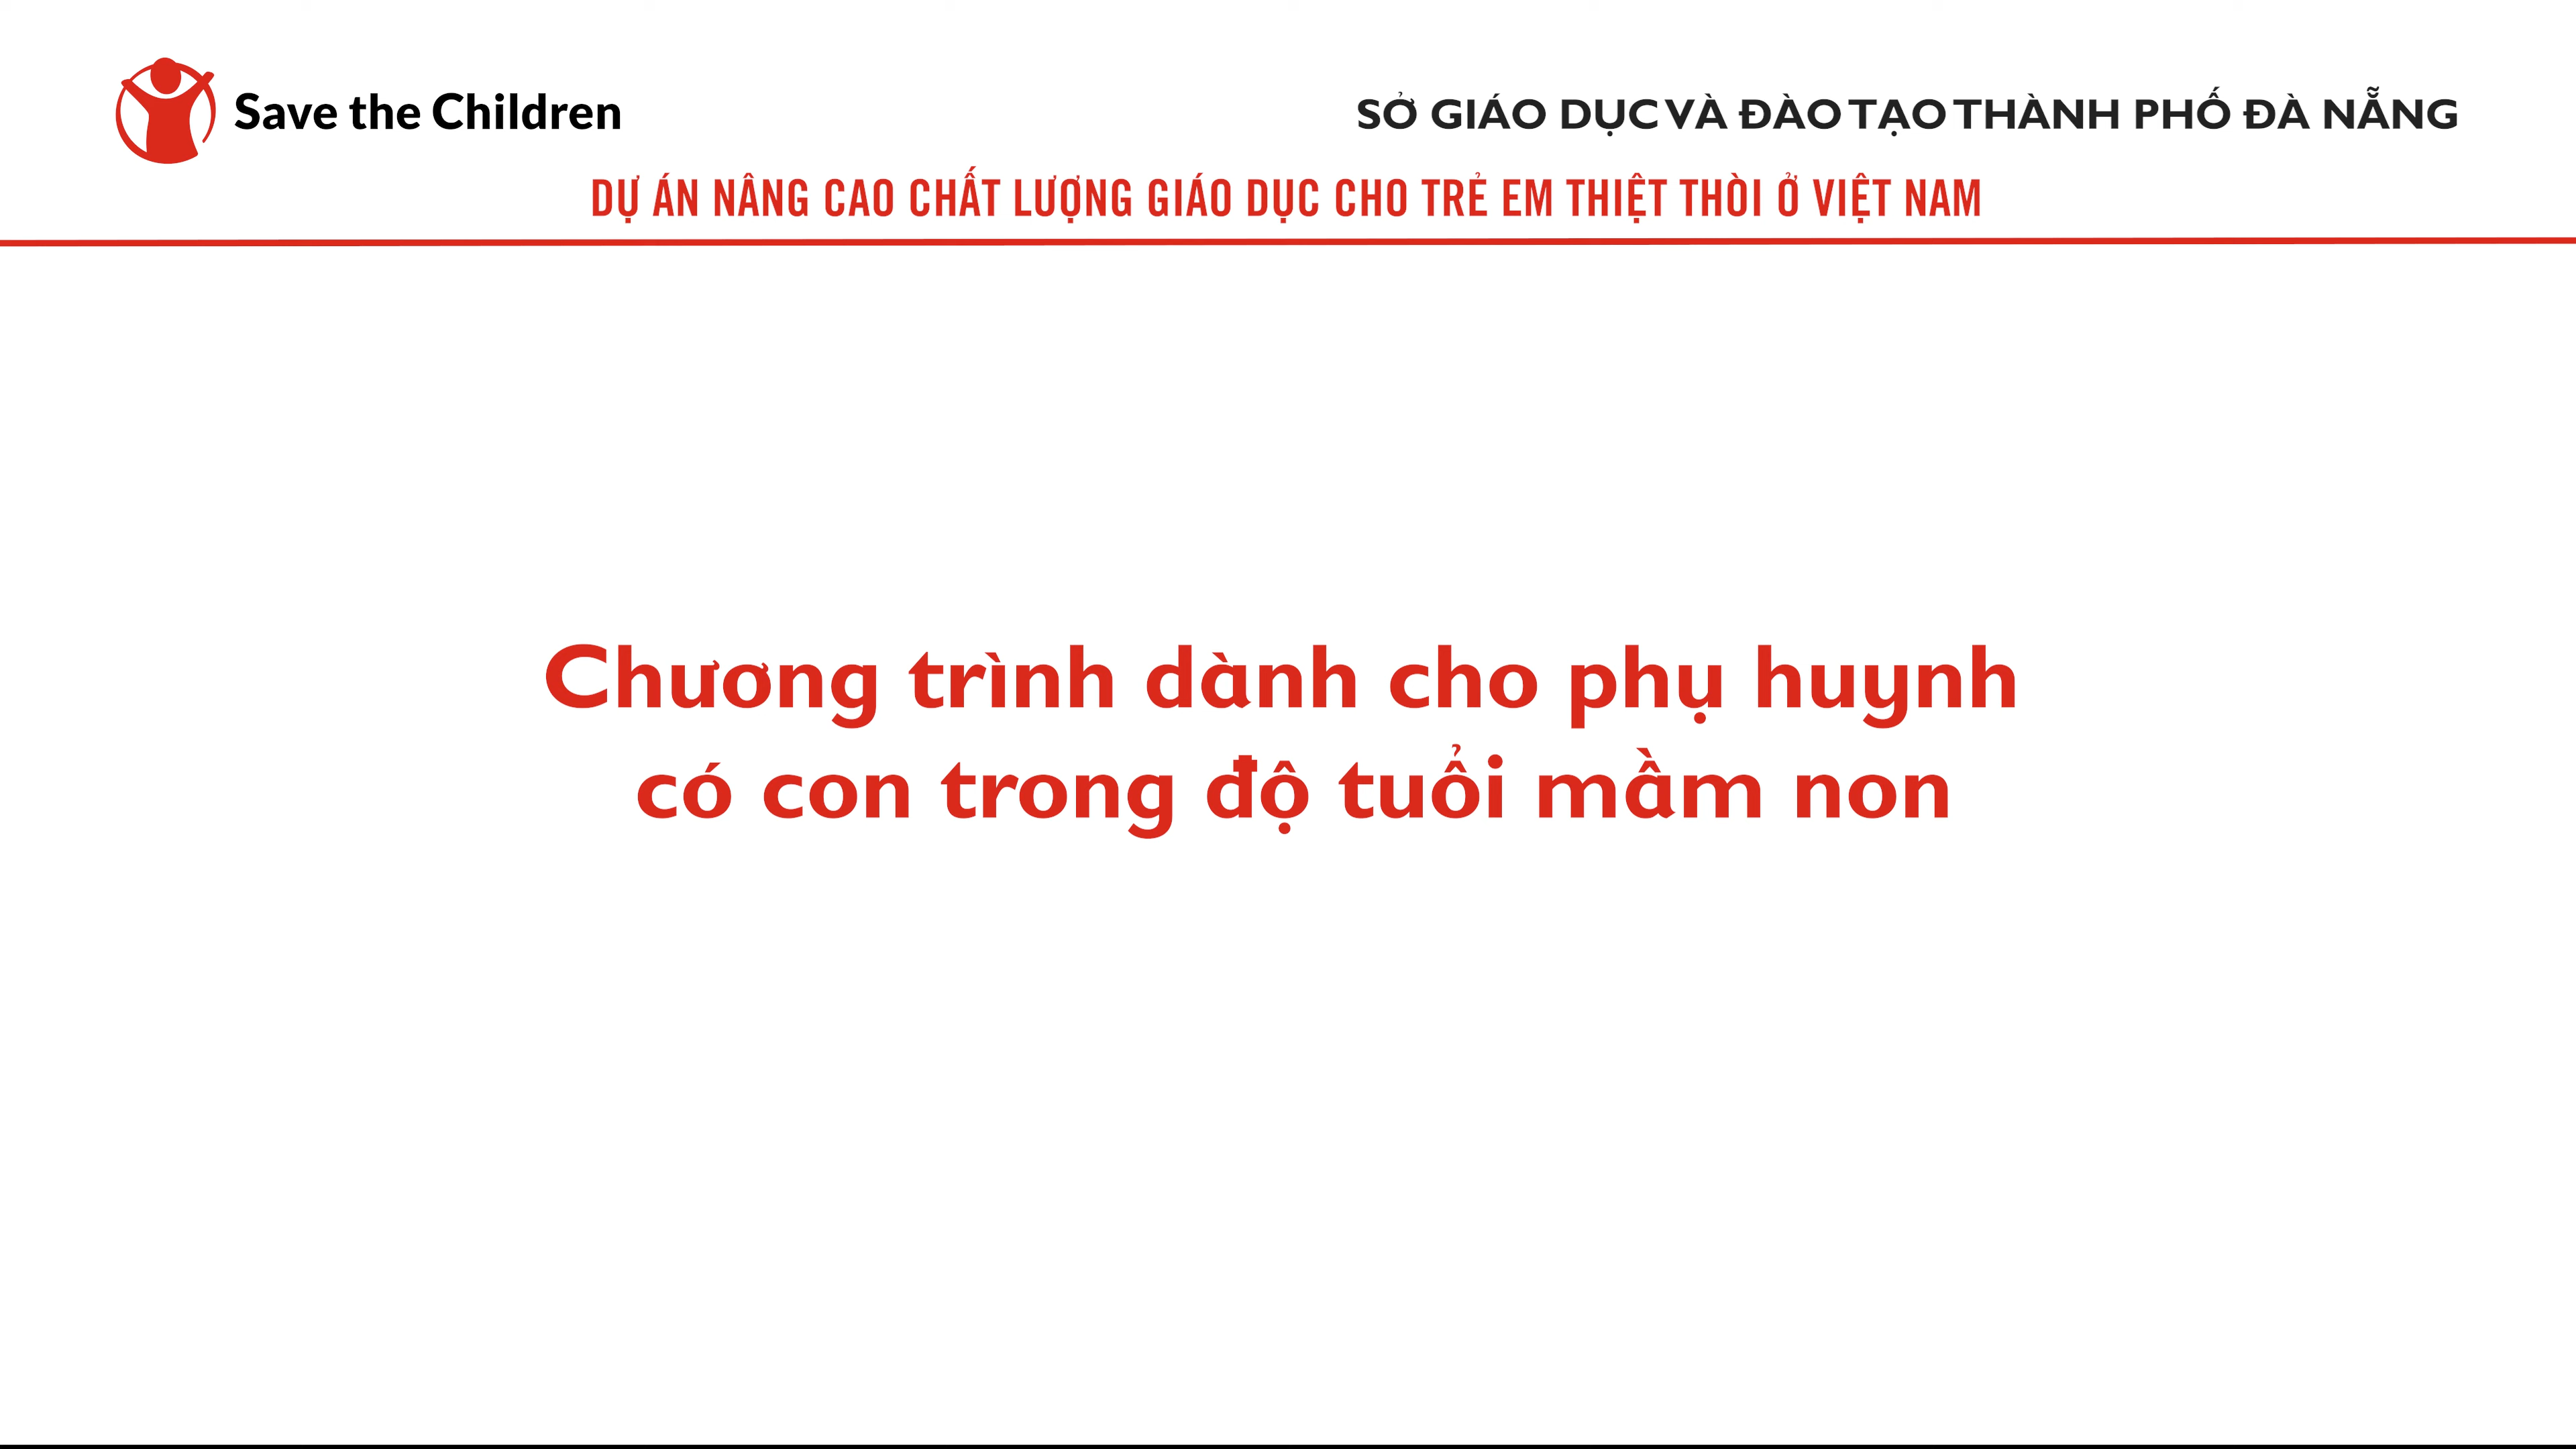 Save the Children
SỞ GIÁO DỤC VÀ ĐÀO TẠO THÀNH PHỐ ĐÀ NẴNG
DỰ ÁN NÂNG CAO CHẤT LƯỢNG GIÁO DỤC CHO TRẺ EM THIỆT THÒI Ở VIỆT NAM
Chương trình dành cho phụ huynh
có con trong độ tuổi mầm non